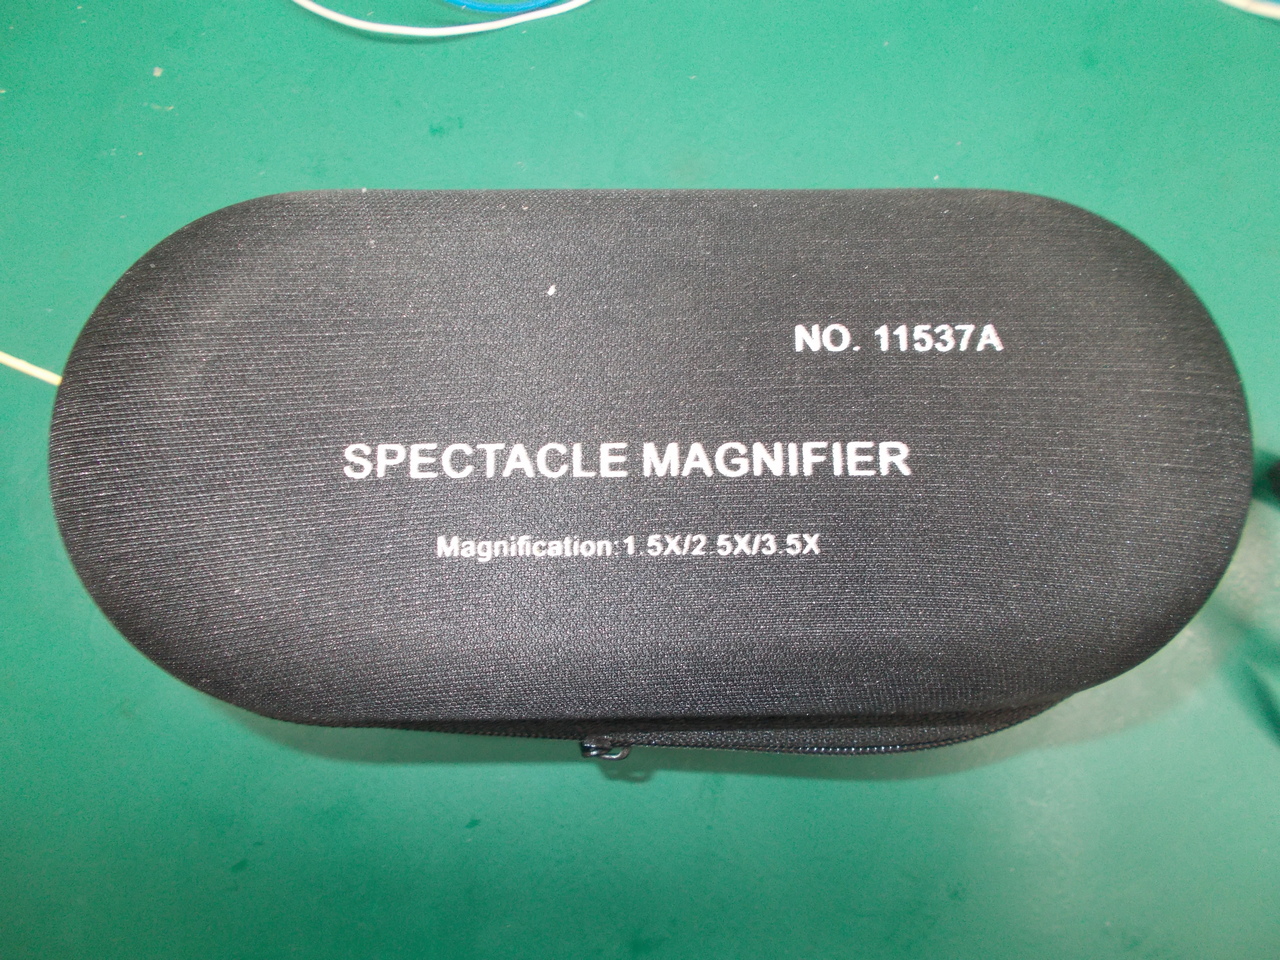 NO. 11537A
SPECTACLE MAGNIFIER
Magnification:1.5X/2.5X/3.5X